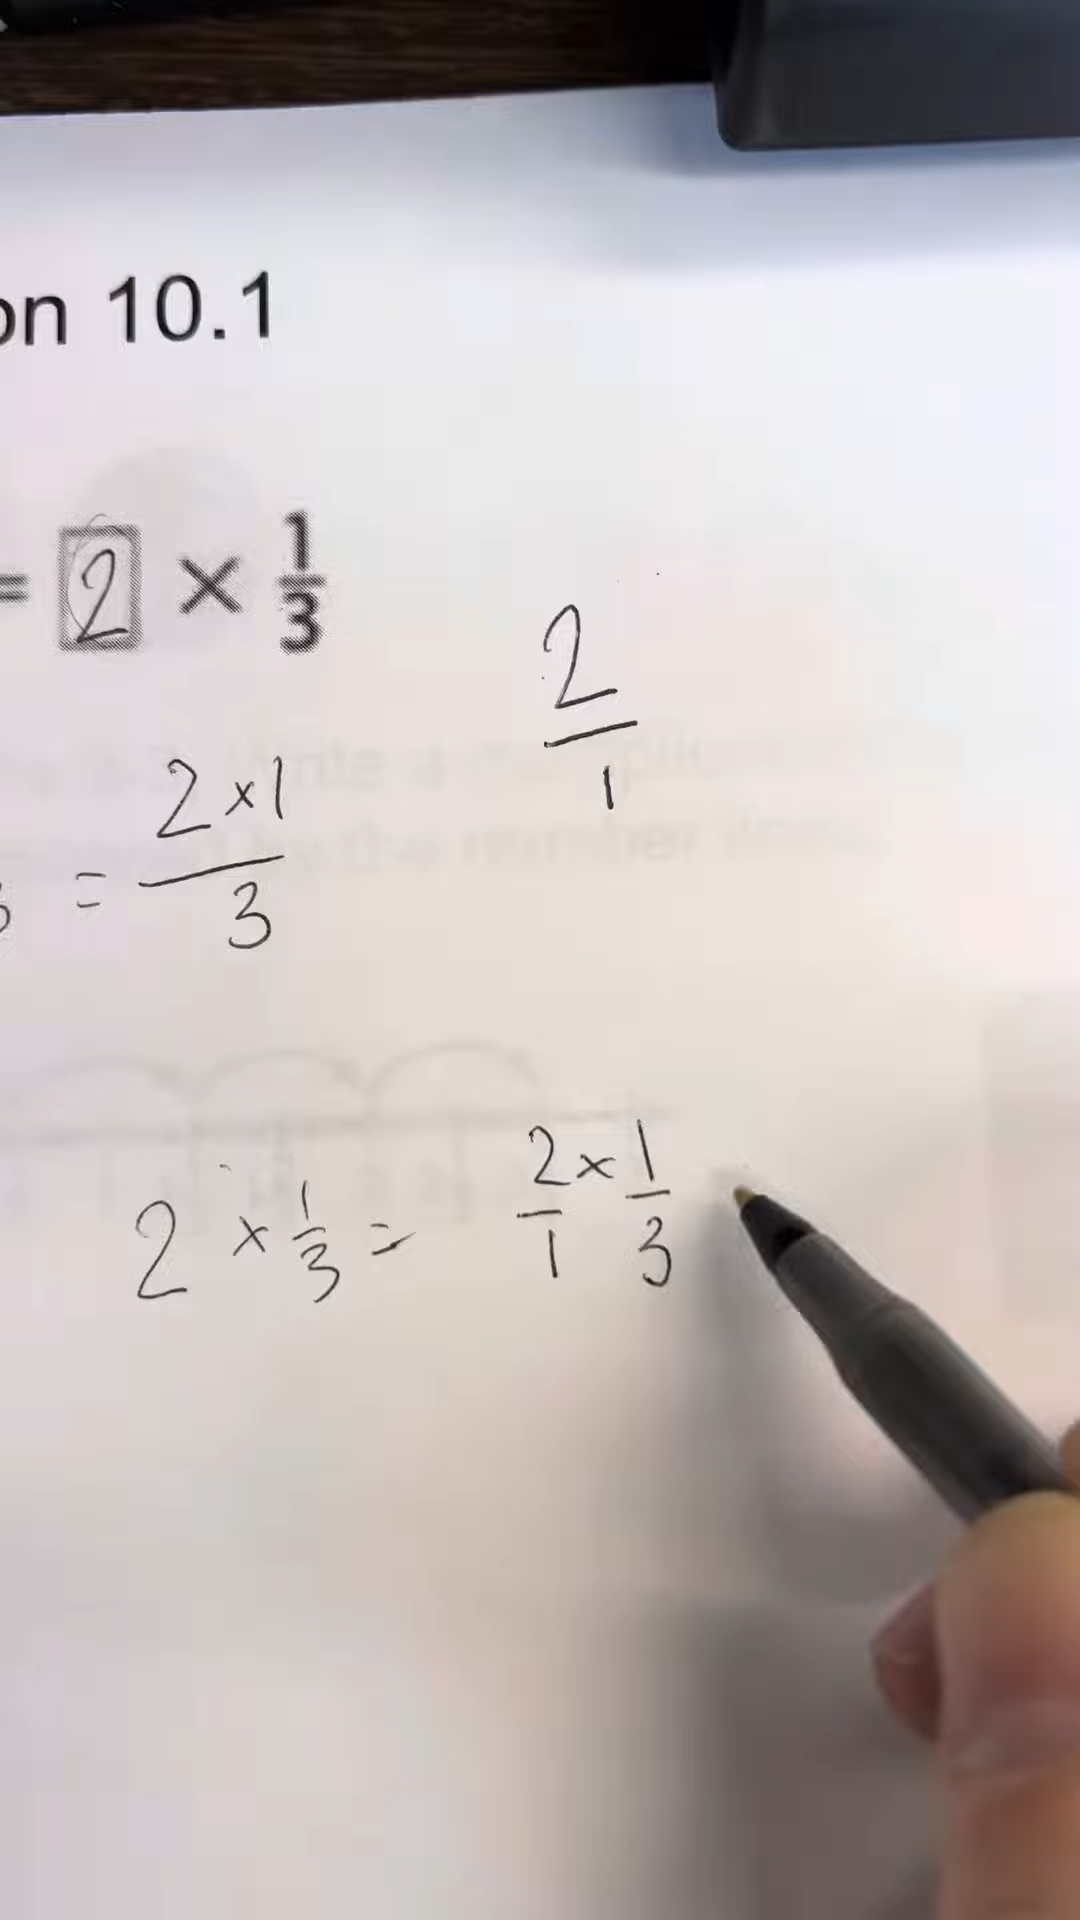 on 10.1
= 2 × 1/3
2/1
= 2×1/3
2 × 1/3 = 2/1 × 1/3